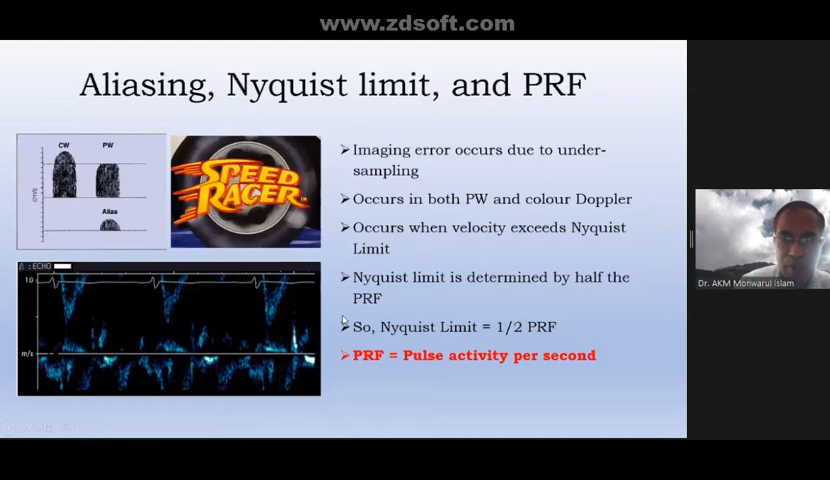 www.zdsoft.com
Aliasing, Nyquist limit, and PRF
CW PW
cm/s
Alias
SPEED
RACER
TM
➢Imaging error occurs due to under-
sampling
➢Occurs in both PW and colour Doppler
➢Occurs when velocity exceeds Nyquist
Limit
➢Nyquist limit is determined by half the
PRF
➢So, Nyquist Limit = 1/2 PRF
➢PRF = Pulse activity per second
: ECHO
10
m/s
Dr. AKM Monwarul Islam